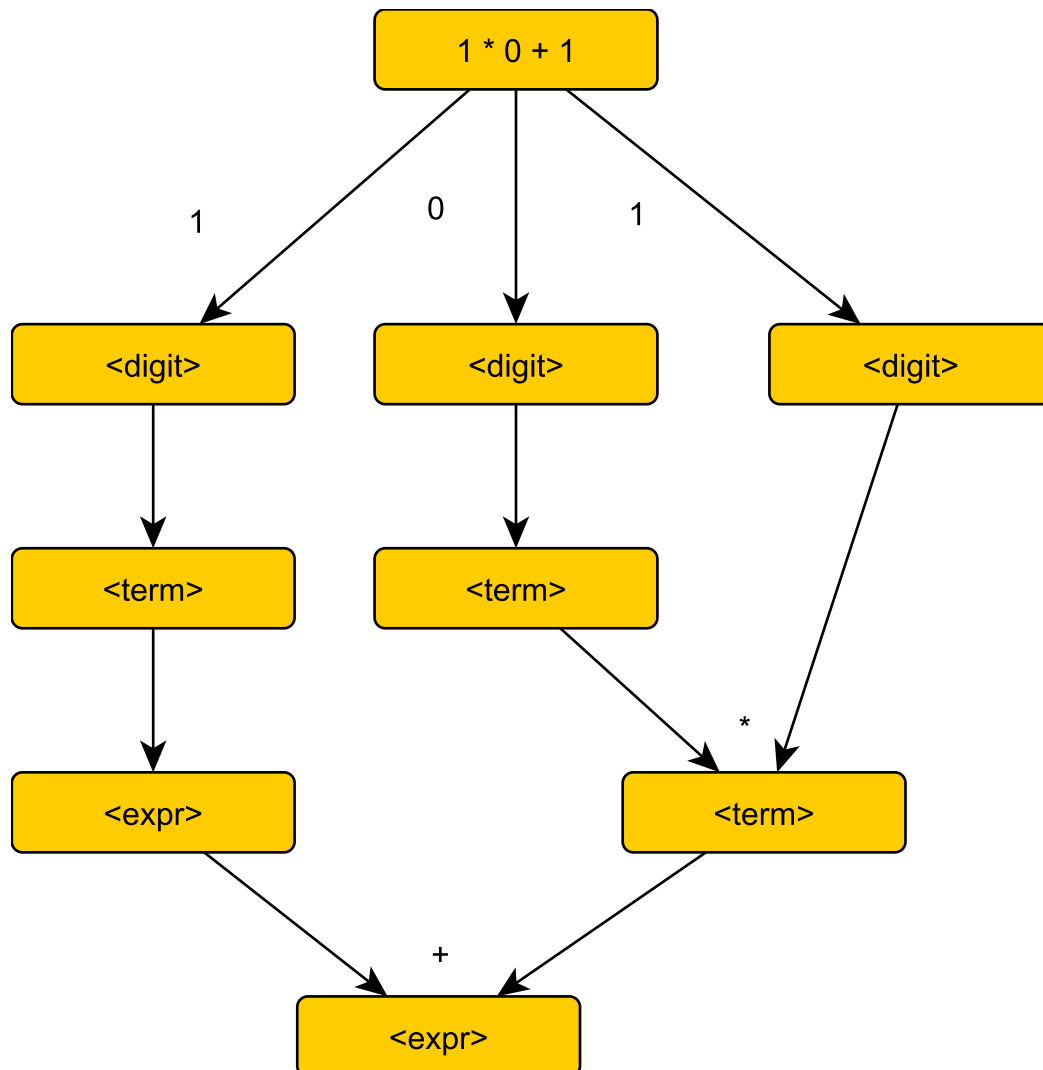 1 * 0 + 1
1
0
1
<digit>
<digit>
<digit>
<term>
<term>
*
<expr>
<term>
+
<expr>